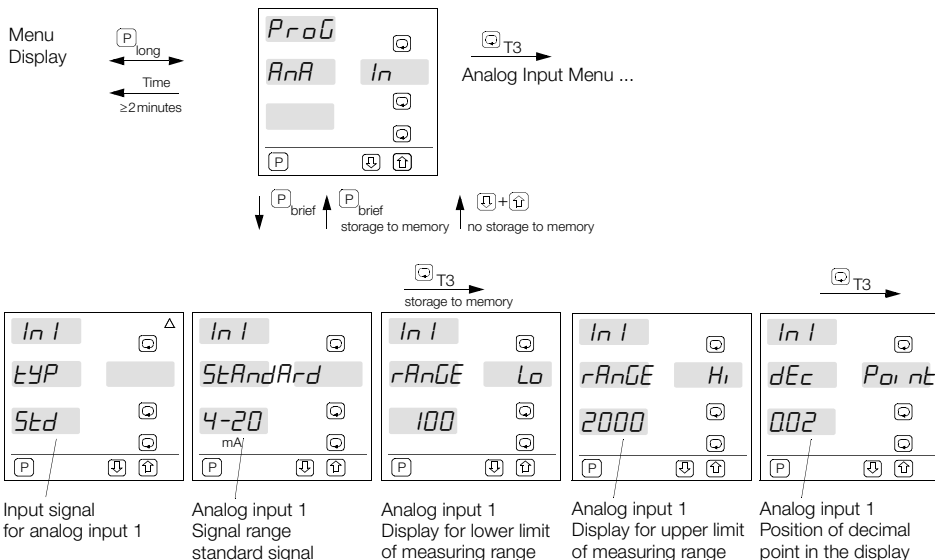 Menu
Display
P
long
Time
≥2minutes
ProG
AnA In
P
T3
Analog Input Menu ...
P
brief
P
brief
storage to memory
+
no storage to memory
T3
storage to memory
T3
In 1
tYP
Std
P
Input signal
for analog input 1
In 1
StAndArd
4-20
mA
P
Analog input 1
Signal range
standard signal
In 1
rAnGE Lo
100
P
Analog input 1
Display for lower limit
of measuring range
In 1
rAnGE Hi
2000
P
Analog input 1
Display for upper limit
of measuring range
In 1
dEc Point
0.02
P
Analog input 1
Position of decimal
point in the display